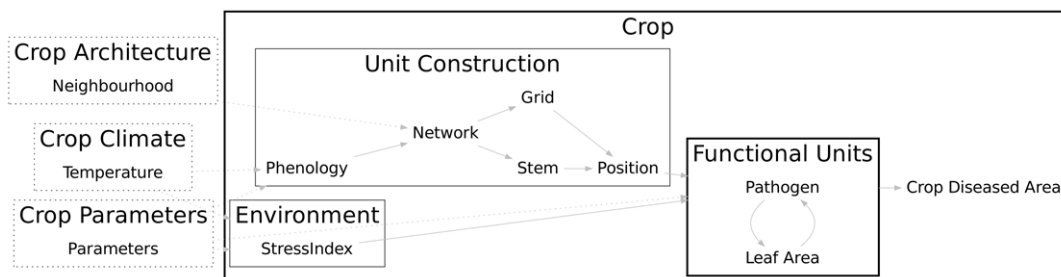 Crop
Crop Architecture
Neighbourhood
Unit Construction
Grid
Network
Crop Climate
Temperature
Phenology
Stem
Position
Functional Units
Pathogen
Leaf Area
Crop Diseased Area
Crop Parameters
Parameters
Environment
StressIndex